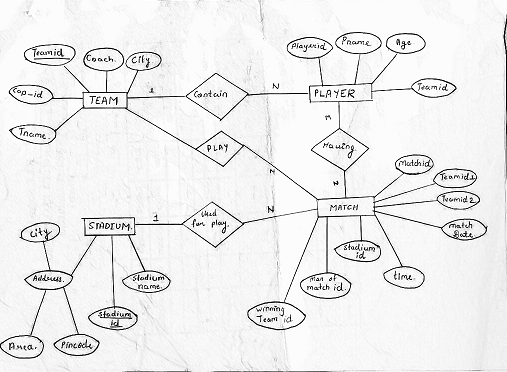 Teamid
Coach.
City
Cap-id
Tname.
TEAM
1
Contain
N
Playerid
Pname
Age
PLAYER
Teamid
PLAY
N
M
Having.
N
Matchid
Teamid1
Teamid2
match
Date
MATCH
time.
Stadium
id
Man of
match id.
winning
Team id
N
Used
for play.
1
STADIUM.
City
Address.
Stadium
name.
Stadium
id
Area.
Pincode